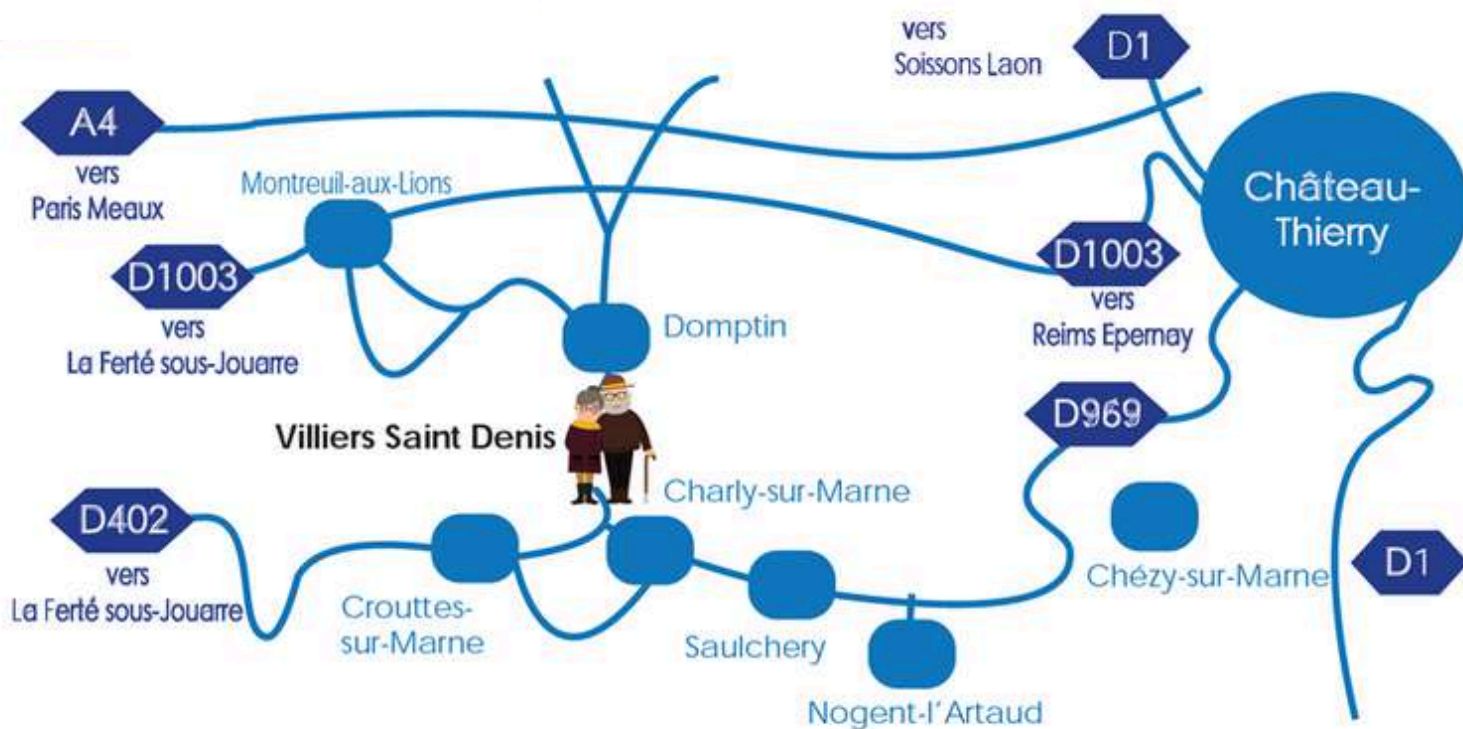 vers
Soissons Laon
D1
A4
vers
Paris Meaux
Montreuil-aux-Lions
Château-
Thierry
D1003
vers
La Ferté sous-Jouarre
D1003
vers
Reims Epernay
Domptin
Villiers Saint Denis
D969
Charly-sur-Marne
D402
vers
La Ferté sous-Jouarre
Crouttes-
sur-Marne
Saulchery
Nogent-l'Artaud
Chézy-sur-Marne
D1